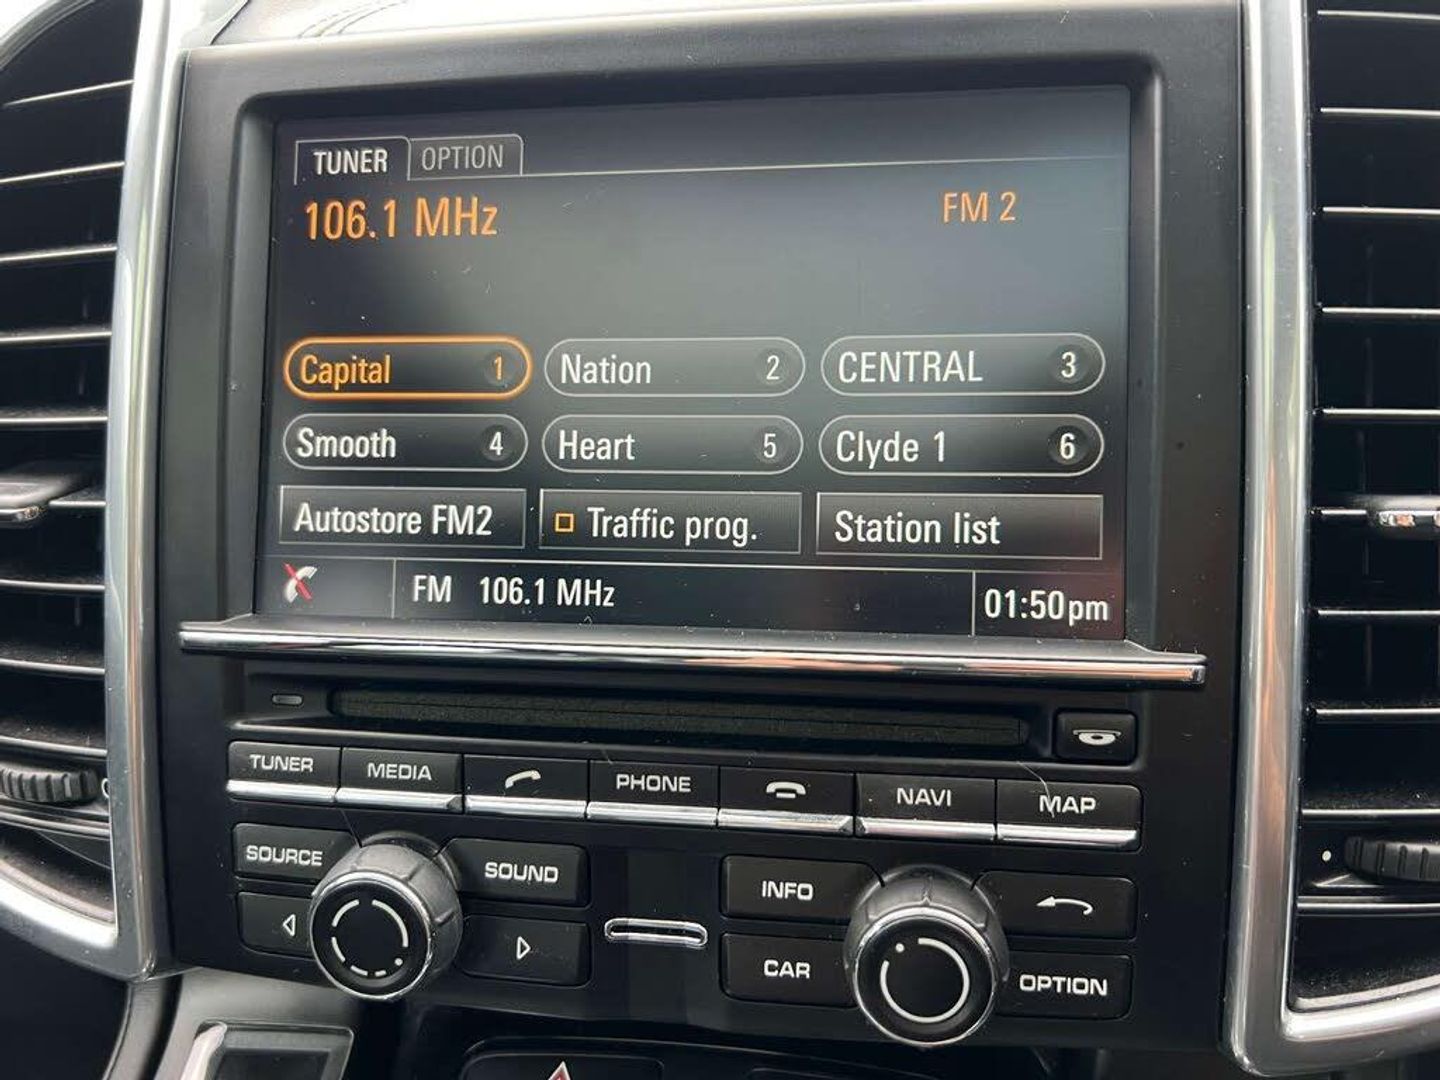 TUNER OPTION
106.1 MHz FM 2
Capital 1 Nation 2 CENTRAL 3
Smooth 4 Heart 5 Clyde 1 6
Autostore FM2 Traffic prog. Station list
FM 106.1 MHz 01:50pm
TUNER MEDIA PHONE NAVI MAP
SOURCE SOUND INFO
CAR OPTION